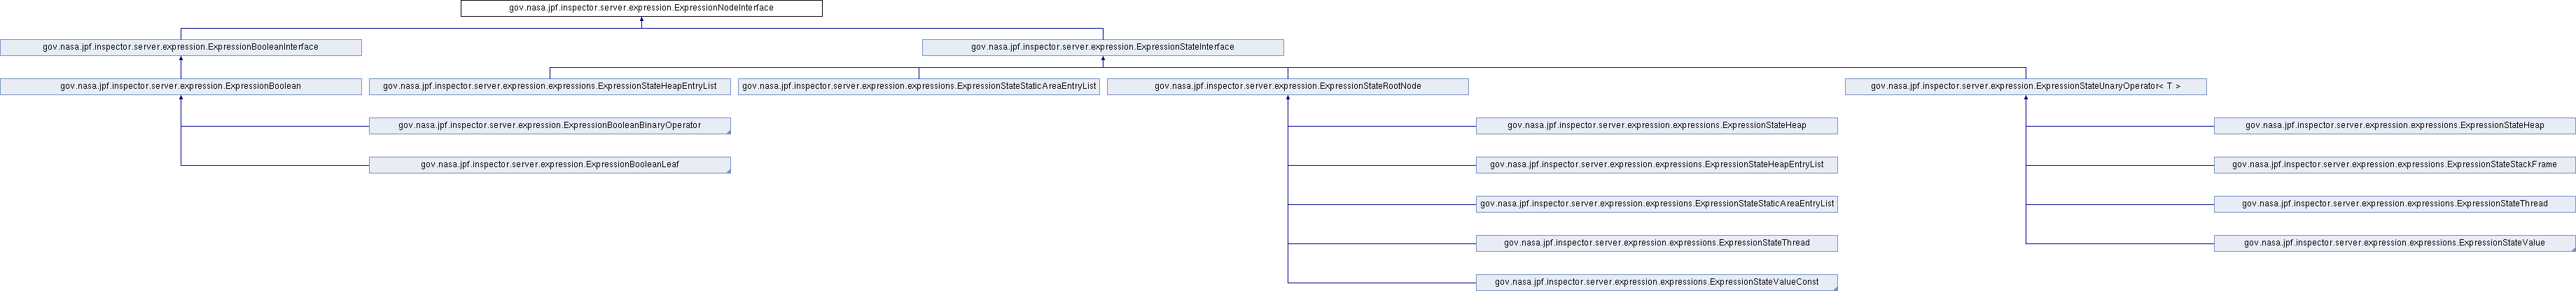 gov.nasa.jpf.inspector.server.expression.ExpressionNodeInterface
gov.nasa.jpf.inspector.server.expression.ExpressionBooleanInterface
gov.nasa.jpf.inspector.server.expression.ExpressionStateInterface
gov.nasa.jpf.inspector.server.expression.ExpressionBoolean
gov.nasa.jpf.inspector.server.expression.expressions.ExpressionStateHeapEntryList
gov.nasa.jpf.inspector.server.expression.expressions.ExpressionStateStaticAreaEntryList
gov.nasa.jpf.inspector.server.expression.ExpressionStateRootNode
gov.nasa.jpf.inspector.server.expression.ExpressionStateUnaryOperator< T >
gov.nasa.jpf.inspector.server.expression.ExpressionBooleanBinaryOperator
gov.nasa.jpf.inspector.server.expression.expressions.ExpressionStateHeap
gov.nasa.jpf.inspector.server.expression.expressions.ExpressionStateHeap
gov.nasa.jpf.inspector.server.expression.ExpressionBooleanLeaf
gov.nasa.jpf.inspector.server.expression.expressions.ExpressionStateHeapEntryList
gov.nasa.jpf.inspector.server.expression.expressions.ExpressionStateStackFrame
gov.nasa.jpf.inspector.server.expression.expressions.ExpressionStateStaticAreaEntryList
gov.nasa.jpf.inspector.server.expression.expressions.ExpressionStateThread
gov.nasa.jpf.inspector.server.expression.expressions.ExpressionStateThread
gov.nasa.jpf.inspector.server.expression.expressions.ExpressionStateValue
gov.nasa.jpf.inspector.server.expression.expressions.ExpressionStateValueConst